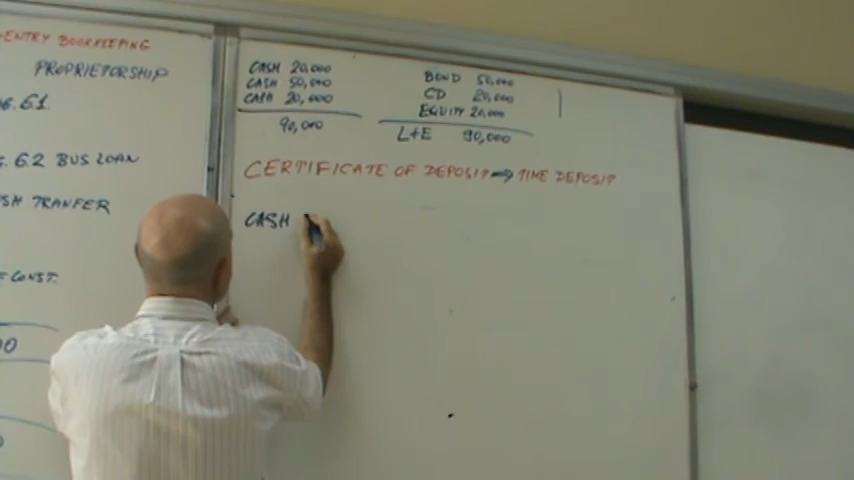 ENTRY BOOKKEEPING
PROPRIETORSHIP
G.61
G.62 BUS LOAN
SH TRANFER
CONST.
0
CASH 20,000
CASH 50,000
CASH 20,000
90,000
BOND 50,000
CD 20,000
EQUITY 20,000
L+E 90,000
CERTIFICATE OF DEPOSIT ⇒ TIME DEPOSIT
CASH